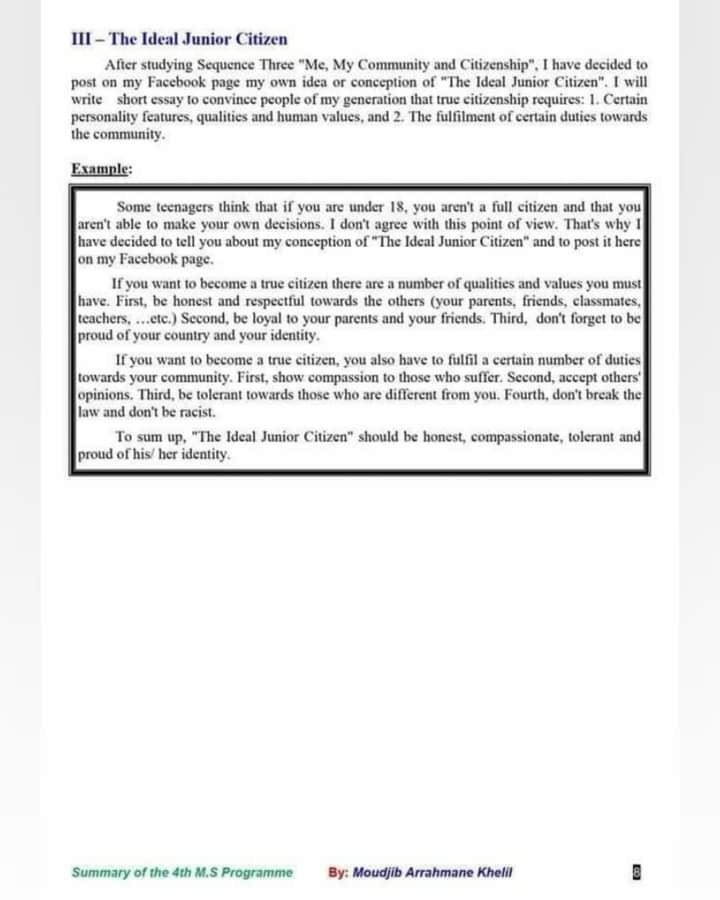 III – The Ideal Junior Citizen
After studying Sequence Three "Me, My Community and Citizenship", I have decided to
post on my Facebook page my own idea or conception of "The Ideal Junior Citizen". I will
write short essay to convince people of my generation that true citizenship requires: 1. Certain
personality features, qualities and human values, and 2. The fulfilment of certain duties towards
the community.
Example:
Some teenagers think that if you are under 18, you aren't a full citizen and that you
aren't able to make your own decisions. I don't agree with this point of view. That's why I
have decided to tell you about my conception of "The Ideal Junior Citizen" and to post it here
on my Facebook page.
If you want to become a true citizen there are a number of qualities and values you must
have. First, be honest and respectful towards the others (your parents, friends, classmates,
teachers, ...etc.) Second, be loyal to your parents and your friends. Third, don't forget to be
proud of your country and your identity.
If you want to become a true citizen, you also have to fulfil a certain number of duties
towards your community. First, show compassion to those who suffer. Second, accept others'
opinions. Third, be tolerant towards those who are different from you. Fourth, don't break the
law and don't be racist.
To sum up, "The Ideal Junior Citizen" should be honest, compassionate, tolerant and
proud of his/ her identity.
Summary of the 4th M.S Programme By: Moudjib Arrahmane Khelil 8